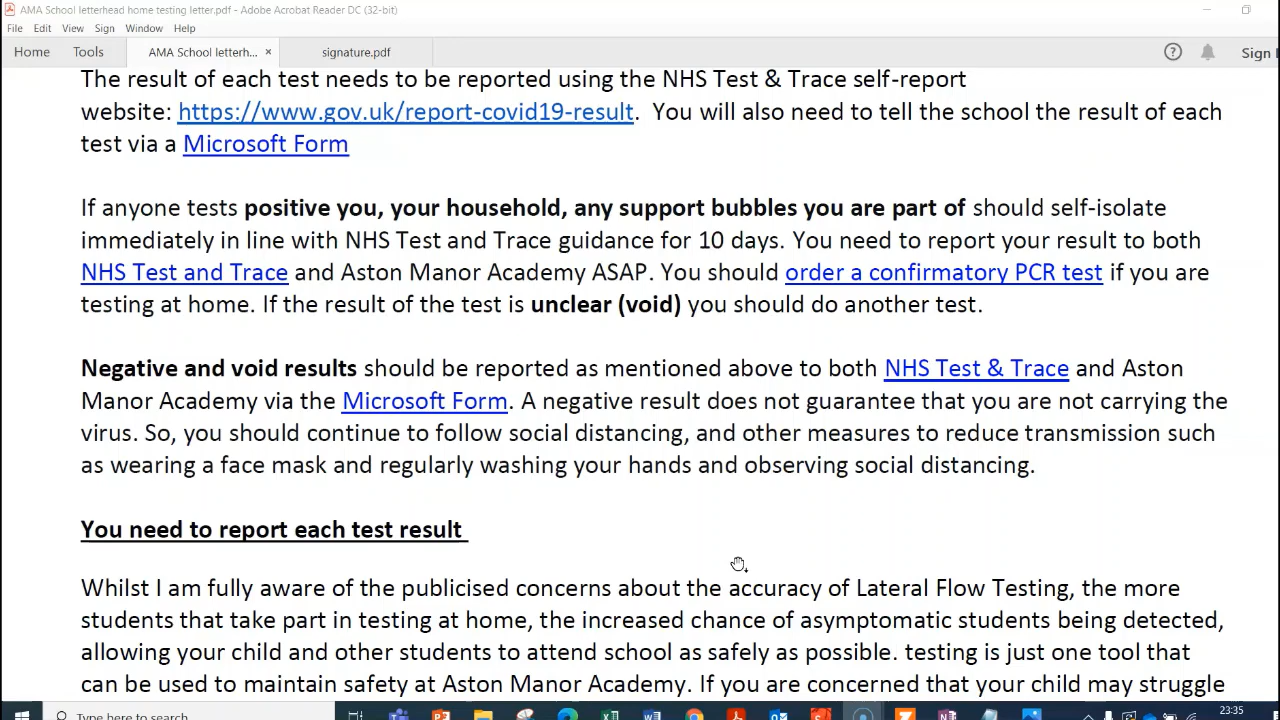 AMA School letterhead home testing letter.pdf - Adobe Acrobat Reader DC (32-bit)
File Edit View Sign Window Help
Home Tools AMA School letterh... × signature.pdf Sign
The result of each test needs to be reported using the NHS Test & Trace self-report
website: https://www.gov.uk/report-covid19-result. You will also need to tell the school the result of each
test via a Microsoft Form
If anyone tests positive you, your household, any support bubbles you are part of should self-isolate
immediately in line with NHS Test and Trace guidance for 10 days. You need to report your result to both
NHS Test and Trace and Aston Manor Academy ASAP. You should order a confirmatory PCR test if you are
testing at home. If the result of the test is unclear (void) you should do another test.
Negative and void results should be reported as mentioned above to both NHS Test & Trace and Aston
Manor Academy via the Microsoft Form. A negative result does not guarantee that you are not carrying the
virus. So, you should continue to follow social distancing, and other measures to reduce transmission such
as wearing a face mask and regularly washing your hands and observing social distancing.
You need to report each test result
Whilst I am fully aware of the publicised concerns about the accuracy of Lateral Flow Testing, the more
students that take part in testing at home, the increased chance of asymptomatic students being detected,
allowing your child and other students to attend school as safely as possible. testing is just one tool that
can be used to maintain safety at Aston Manor Academy. If you are concerned that your child may struggle
Type here to search 23:35